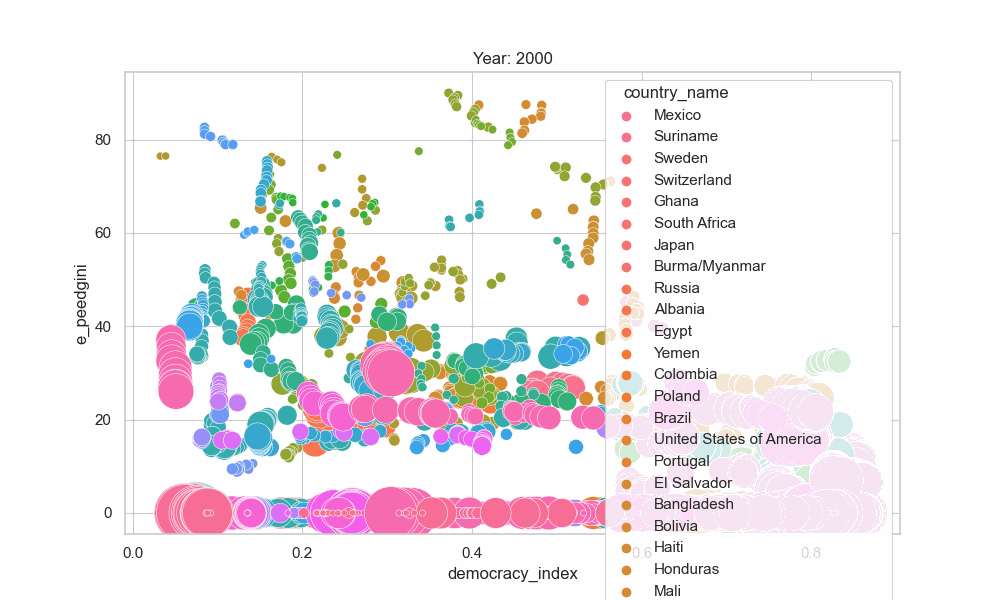 Year: 2000
country_name
Mexico
Suriname
Sweden
Switzerland
Ghana
South Africa
Japan
Burma/Myanmar
Russia
Albania
Egypt
Yemen
Colombia
Poland
Brazil
United States of America
Portugal
El Salvador
Bangladesh
Bolivia
Haiti
Honduras
Mali
e_peedgini
80
60
40
20
0
0.0 0.2 0.4 0.6 0.8
democracy_index